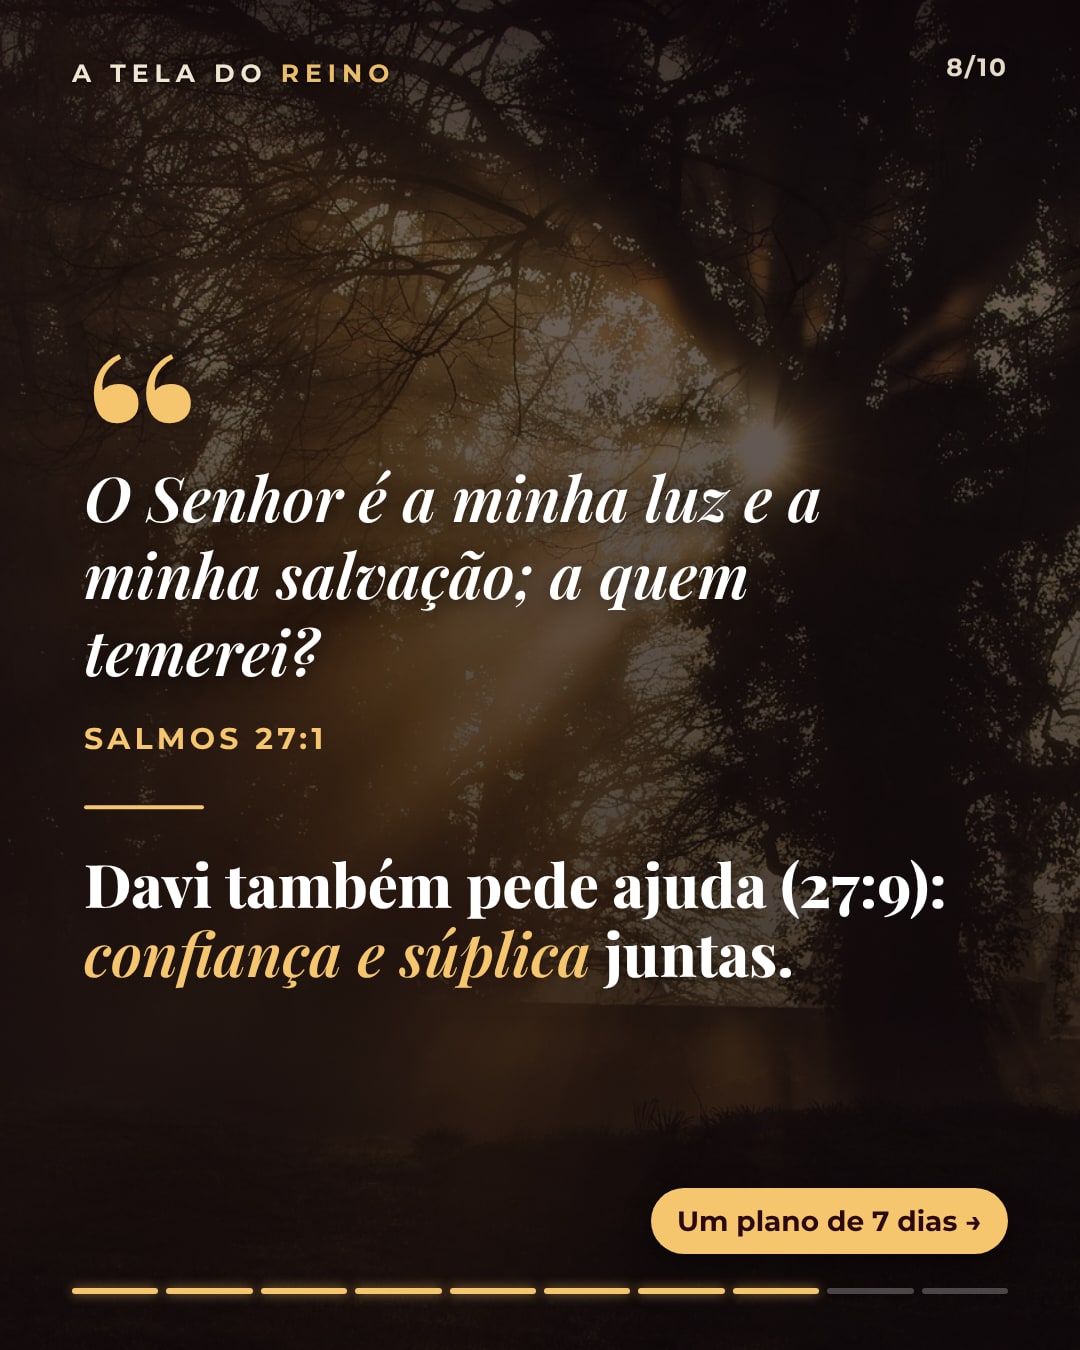 A TELA DO REINO
8/10
“
O Senhor é a minha luz e a
minha salvação; a quem
temerei?
SALMOS 27:1
Davi também pede ajuda (27:9):
confiança e súplica juntas.
Um plano de 7 dias →